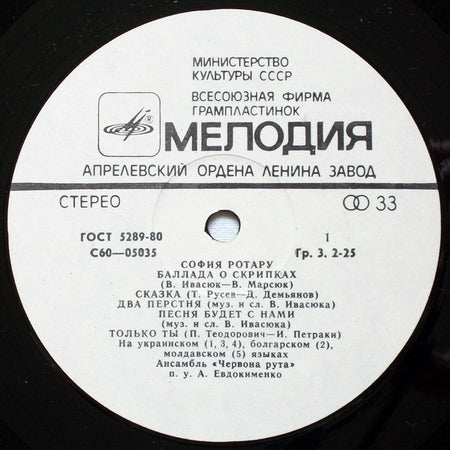 МИНИСТЕРСТВО
КУЛЬТУРЫ СССР
ВСЕСОЮЗНАЯ ФИРМА
ГРАМПЛАСТИНОК
МЕЛОДИЯ
АПРЕЛЕВСКИЙ ОРДЕНА ЛЕНИНА ЗАВОД
СТЕРЕО 33
ГОСТ 5289-80 1
С60—05035 Гр. 3. 2-25
СОФИЯ РОТАРУ
БАЛЛАДА О СКРИПКАХ
(В. Ивасюк—В. Марсюк)
СКАЗКА (Т. Русев—Д. Демьянов)
ДВА ПЕРСТНЯ (муз. и сл. В. Ивасюка)
ПЕСНЯ БУДЕТ С НАМИ
(муз. и сл. В. Ивасюка)
ТОЛЬКО ТЫ (П. Теодорович—И. Петраки)
На украинском (1, 3, 4), болгарском (2),
молдавском (5) языках
Ансамбль «Червона рута»
п. у. А. Евдокименко